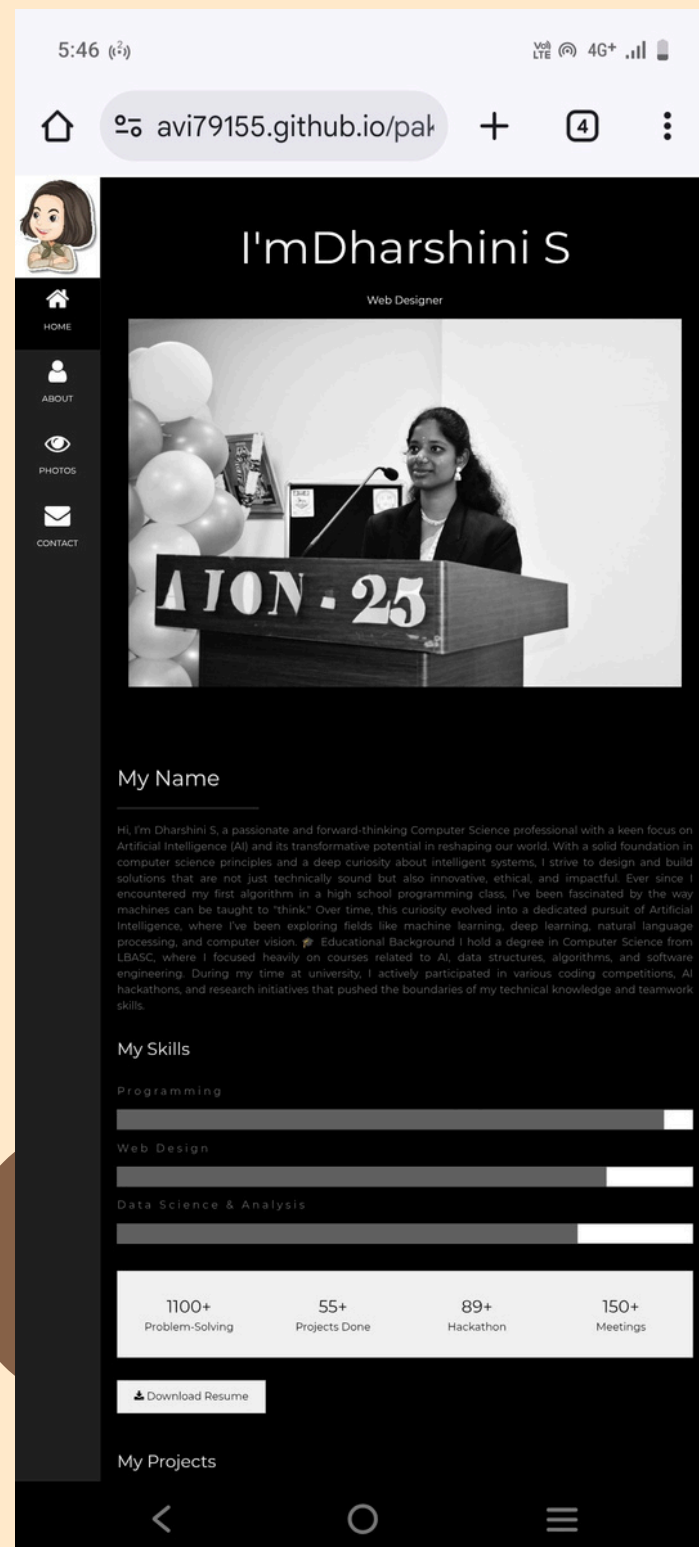 5:46
VoLTE 4G+
avi79155.github.io/pak
4
I'mDharshini S
HOME
Web Designer
ABOUT
PHOTOS
CONTACT
AION - 25
My Name
Hi, I'm Dharshini S, a passionate and forward-thinking Computer Science professional with a keen focus on
Artificial Intelligence (AI) and its transformative potential in reshaping our world. With a solid foundation in
computer science principles and a deep curiosity about intelligent systems, I strive to design and build
solutions that are not just technically sound but also innovative, ethical, and impactful. Ever since I
encountered my first algorithm in a high school programming class, I've been fascinated by the way
machines can be taught to "think." Over time, this curiosity evolved into a dedicated pursuit of Artificial
Intelligence, where I've been exploring fields like machine learning, deep learning, natural language
processing, and computer vision. 🎓 Educational Background I hold a degree in Computer Science from
LBASC, where I focused heavily on courses related to AI, data structures, algorithms, and software
engineering. During my time at university, I actively participated in various coding competitions, AI
hackathons, and research initiatives that pushed the boundaries of my technical knowledge and teamwork
skills.
My Skills
Programming
Web Design
Data Science & Analysis
1100+ 55+ 89+ 150+
Problem-Solving Projects Done Hackathon Meetings
Download Resume
My Projects